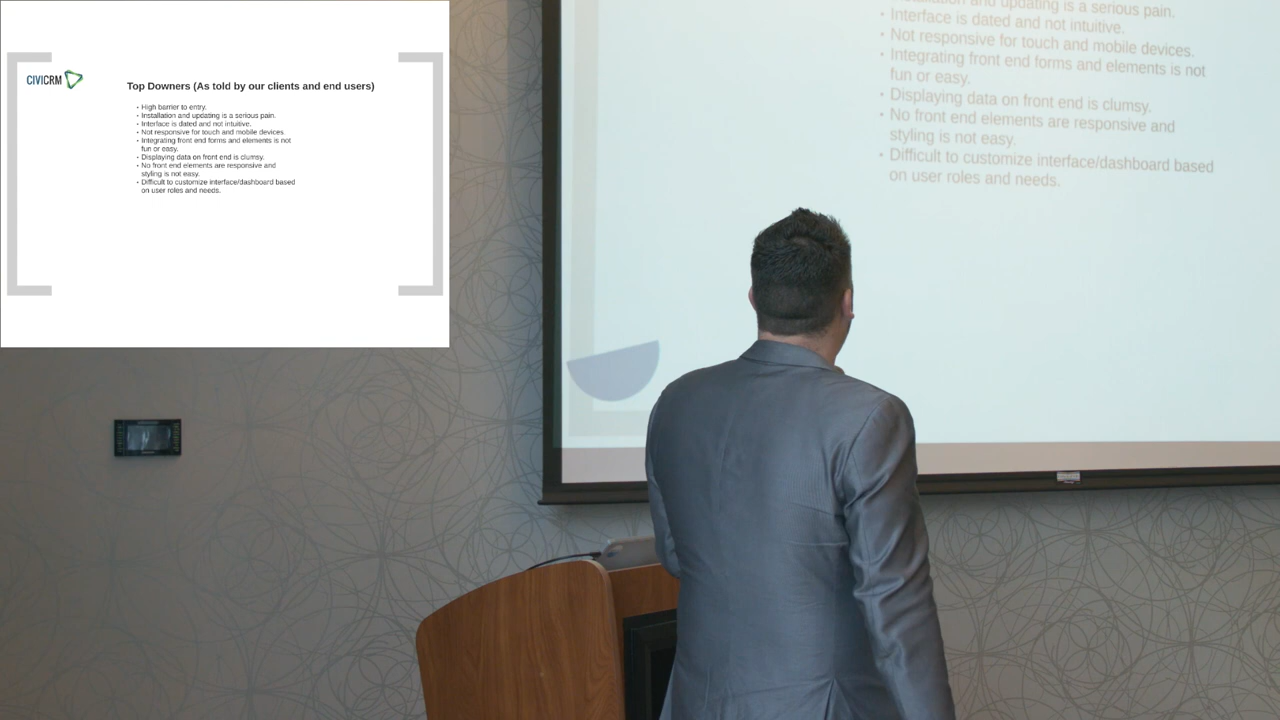 CIVICRM
Top Downers (As told by our clients and end users)
• High barrier to entry.
• Installation and updating is a serious pain.
• Interface is dated and not intuitive.
• Not responsive for touch and mobile devices.
• Integrating front end forms and elements is not
fun or easy.
• Displaying data on front end is clumsy.
• No front end elements are responsive and
styling is not easy.
• Difficult to customize interface/dashboard based
on user roles and needs.
and updating is a serious pain.
• Interface is dated and not intuitive.
• Not responsive for touch and mobile devices.
• Integrating front end forms and elements is not
fun or easy.
• Displaying data on front end is clumsy.
• No front end elements are responsive and
styling is not easy.
• Difficult to customize interface/dashboard based
on user roles and needs.